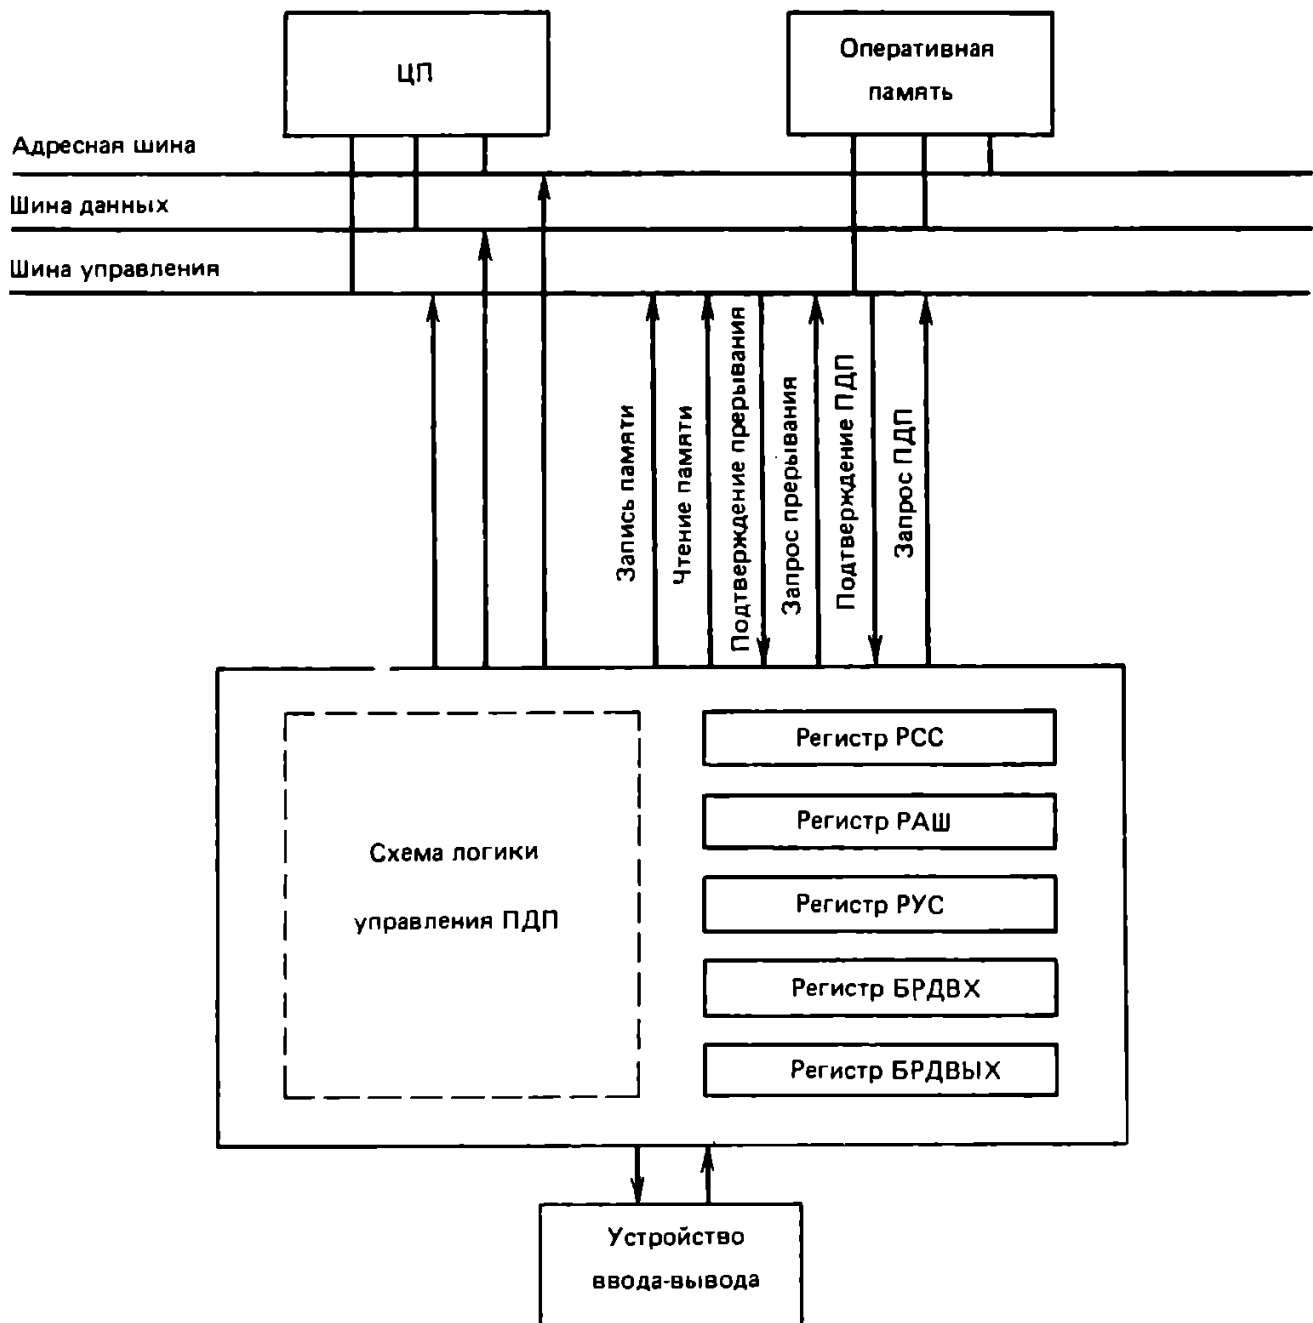 ЦП
Оперативная
память
Адресная шина
Шина данных
Шина управления
Запись памяти
Чтение памяти
Подтверждение прерывания
Запрос прерывания
Подтверждение ПДП
Запрос ПДП
Схема логики
управления ПДП
Регистр РСС
Регистр РАШ
Регистр РУС
Регистр БРДВХ
Регистр БРДВЫХ
Устройство
ввода-вывода